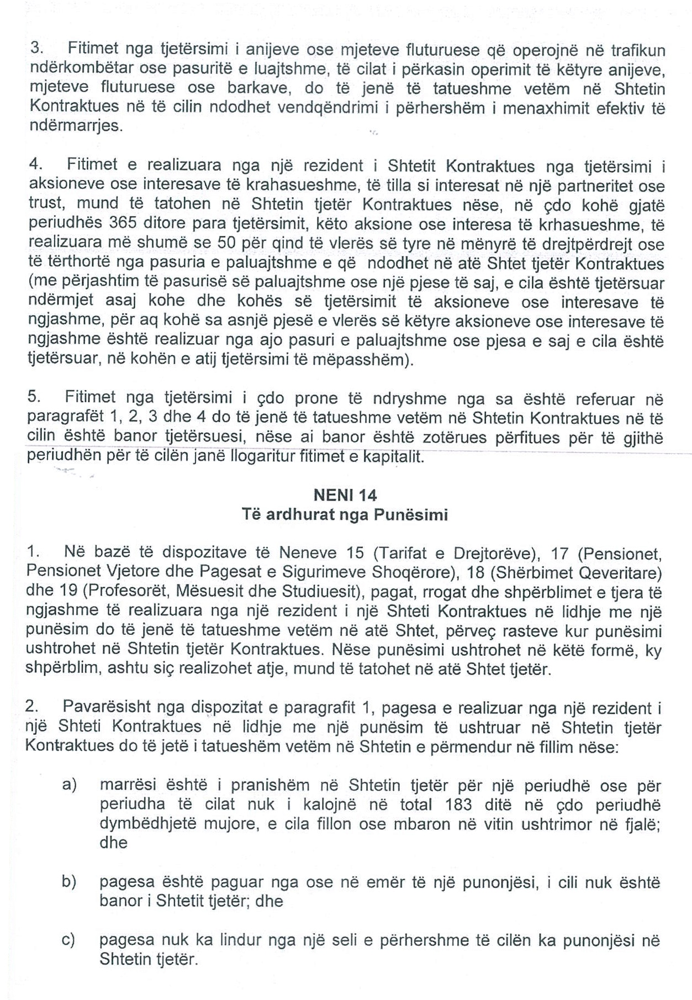 3. Fitimet nga tjetërsimi i anijeve ose mjeteve fluturuese që operojnë në trafikun
ndërkombëtar ose pasuritë e luajtshme, të cilat i përkasin operimit të këtyre anijeve,
mjeteve fluturuese ose barkave, do të jenë të tatueshme vetëm në Shtetin
Kontraktues në të cilin ndodhet vendqëndrimi i përhershëm i menaxhimit efektiv të
ndërmarrjes.
4. Fitimet e realizuara nga një rezident i Shtetit Kontraktues nga tjetërsimi i
aksioneve ose interesave të krahasueshme, të tilla si interesat në një partneritet ose
trust, mund të tatohen në Shtetin tjetër Kontraktues nëse, në çdo kohë gjatë
periudhës 365 ditore para tjetërsimit, këto aksione ose interesa të krhasueshme, të
realizuara më shumë se 50 për qind të vlerës së tyre në mënyrë të drejtpërdrejt ose
të tërthortë nga pasuria e paluajtshme e që ndodhet në atë Shtet tjetër Kontraktues
(me përjashtim të pasurisë së paluajtshme ose një pjese të saj, e cila është tjetërsuar
ndërmjet asaj kohe dhe kohës së tjetërsimit të aksioneve ose interesave të
ngjashme, për aq kohë sa asnjë pjesë e vlerës së këtyre aksioneve ose interesave të
ngjashme është realizuar nga ajo pasuri e paluajtshme ose pjesa e saj e cila është
tjetërsuar, në kohën e atij tjetërsimi të mëpasshëm).
5. Fitimet nga tjetërsimi i çdo prone të ndryshme nga sa është referuar në
paragrafët 1, 2, 3 dhe 4 do të jenë të tatueshme vetëm në Shtetin Kontraktues në të
cilin është banor tjetërsuesi, nëse ai banor është zotërues përfitues për të gjithë
periudhën për të cilën janë llogaritur fitimet e kapitalit.
NENI 14
Të ardhurat nga Punësimi
1. Në bazë të dispozitave të Neneve 15 (Tarifat e Drejtorëve), 17 (Pensionet,
Pensionet Vjetore dhe Pagesat e Sigurimeve Shoqërore), 18 (Shërbimet Qeveritare)
dhe 19 (Profesorët, Mësuesit dhe Studiuesit), pagat, rrogat dhe shpërblimet e tjera të
ngjashme të realizuara nga një rezident i një Shteti Kontraktues në lidhje me një
punësim do të jenë të tatueshme vetëm në atë Shtet, përveç rasteve kur punësimi
ushtrohet në Shtetin tjetër Kontraktues. Nëse punësimi ushtrohet në këtë formë, ky
shpërblim, ashtu siç realizohet atje, mund të tatohet në atë Shtet tjetër.
2. Pavarësisht nga dispozitat e paragrafit 1, pagesa e realizuar nga një rezident i
një Shteti Kontraktues në lidhje me një punësim të ushtruar në Shtetin tjetër
Kontraktues do të jetë i tatueshëm vetëm në Shtetin e përmendur në fillim nëse:
a) marrësi është i pranishëm në Shtetin tjetër për një periudhë ose për
periudha të cilat nuk i kalojnë në total 183 ditë në çdo periudhë
dymbëdhjetë mujore, e cila fillon ose mbaron në vitin ushtrimor në fjalë;
dhe
b) pagesa është paguar nga ose në emër të një punonjësi, i cili nuk është
banor i Shtetit tjetër; dhe
c) pagesa nuk ka lindur nga një seli e përhershme të cilën ka punonjësi në
Shtetin tjetër.